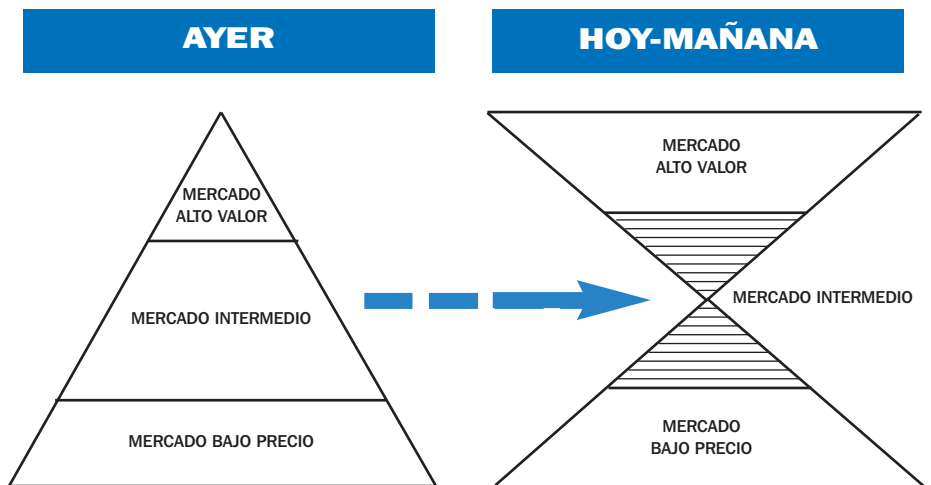 AYER
HOY-MAÑANA
MERCADO
ALTO VALOR
MERCADO INTERMEDIO
MERCADO BAJO PRECIO
MERCADO
ALTO VALOR
MERCADO INTERMEDIO
MERCADO
BAJO PRECIO